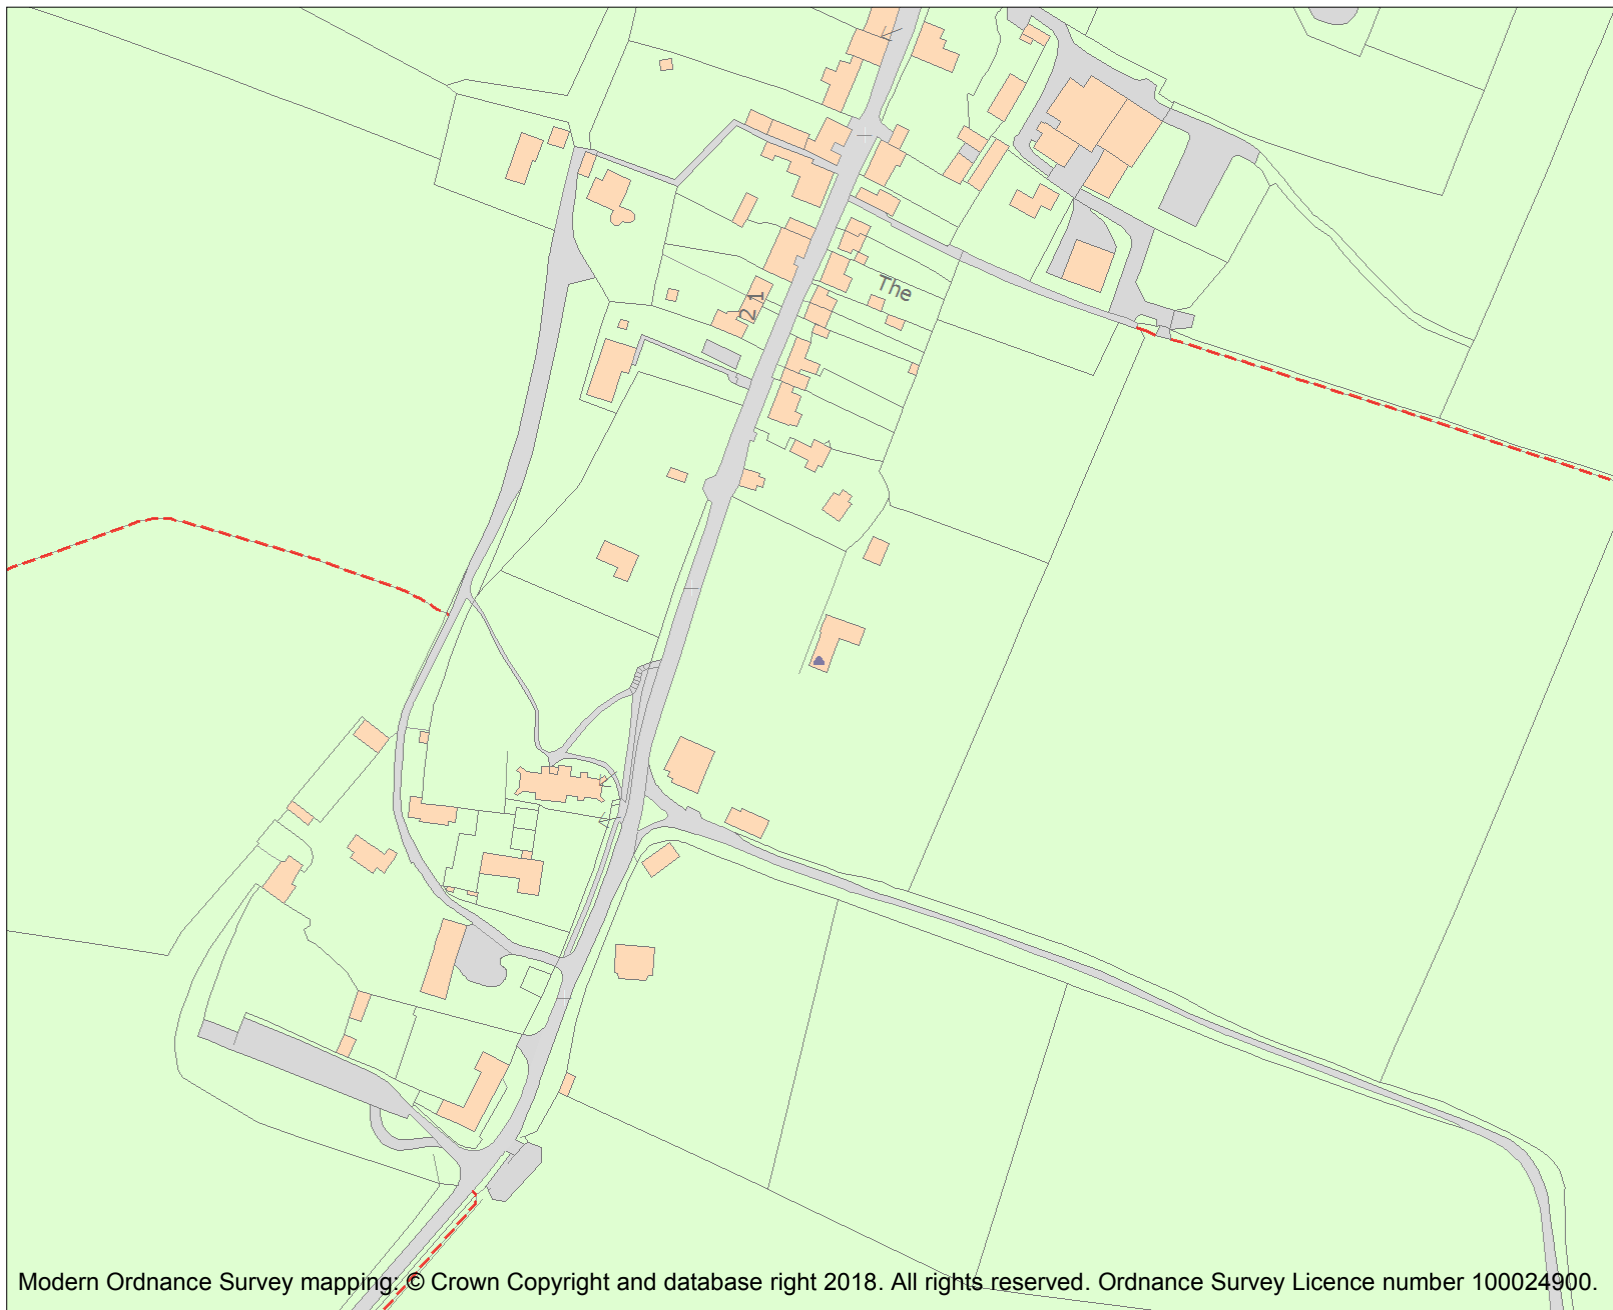 The
21
Modern Ordnance Survey mapping: © Crown Copyright and database right 2018. All rights reserved. Ordnance Survey Licence number 100024900.